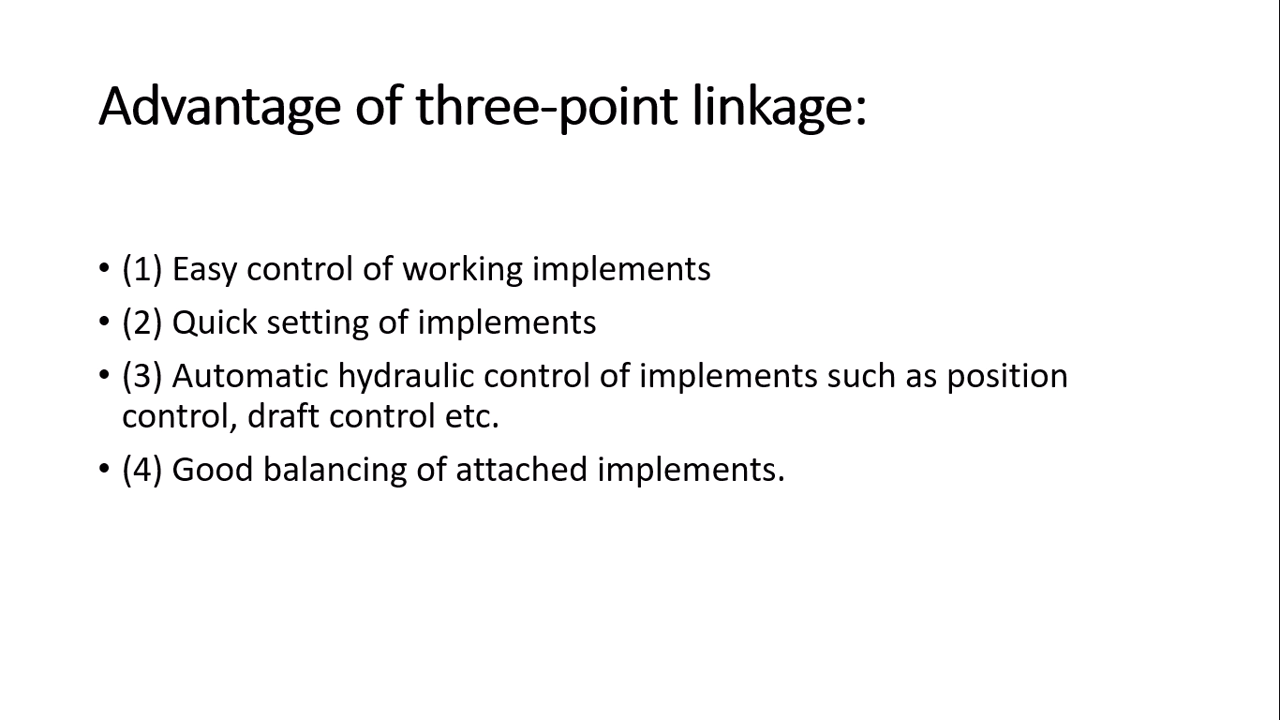 Advantage of three-point linkage:
• (1) Easy control of working implements
• (2) Quick setting of implements
• (3) Automatic hydraulic control of implements such as position
control, draft control etc.
• (4) Good balancing of attached implements.